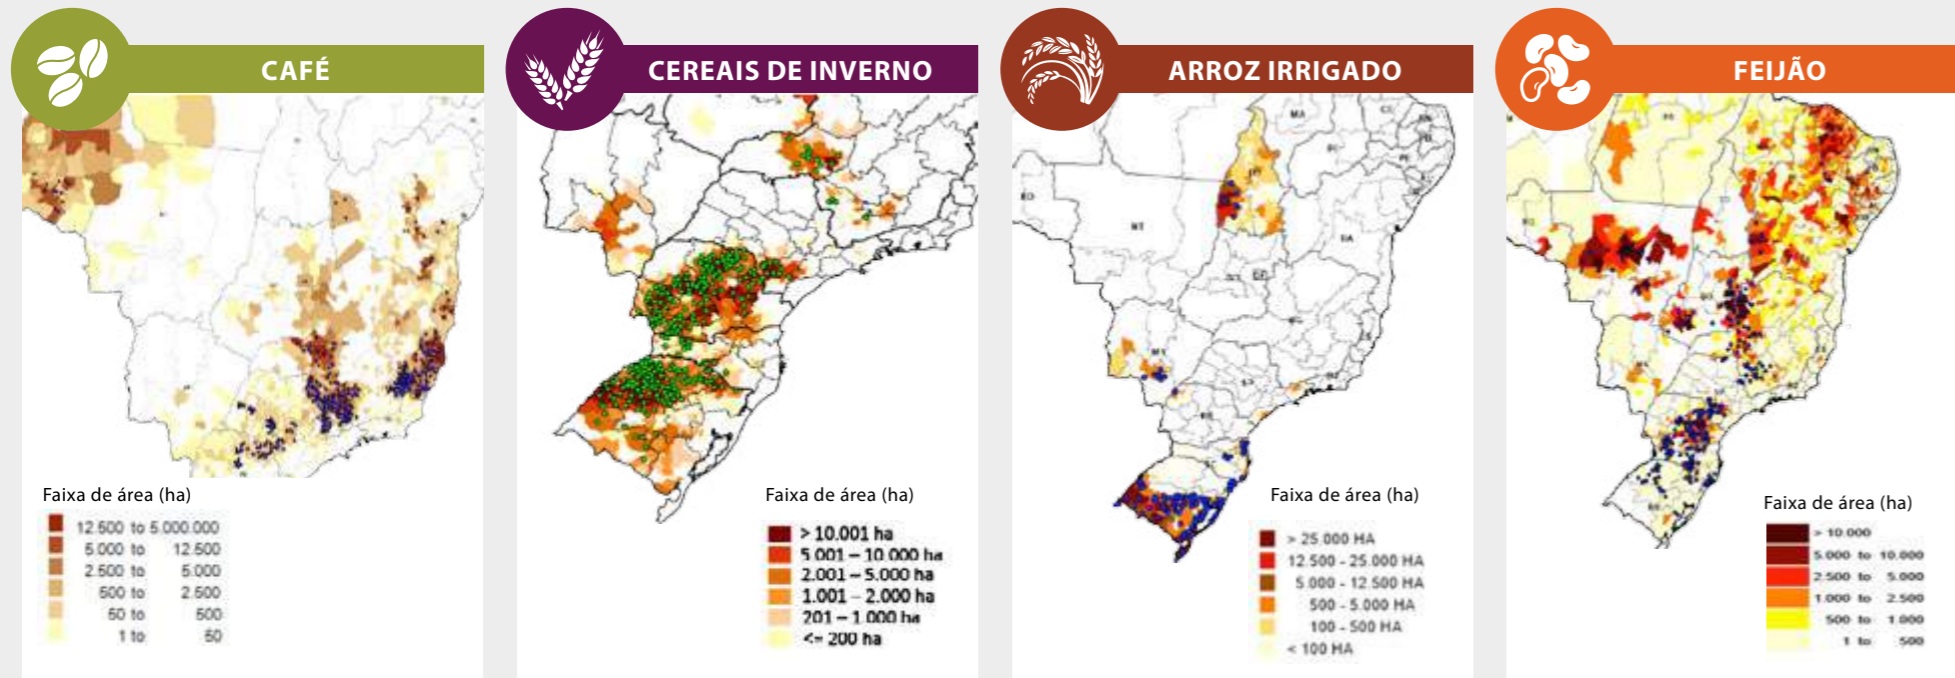 CAFÉ
Faixa de área (ha)
12.500 to 5.000.000
5.000 to 12.500
2.500 to 5.000
500 to 2.500
50 to 500
1 to 50
CEREAIS DE INVERNO
Faixa de área (ha)
> 10.001 ha
5.001 – 10.000 ha
2.001 – 5.000 ha
1.001 – 2.000 ha
201 – 1.000 ha
<= 200 ha
ARROZ IRRIGADO
MA
MT
BA
Faixa de área (ha)
> 25.000 HA
12.500 - 25.000 HA
5.000 - 12.500 HA
500 - 5.000 HA
100 - 500 HA
< 100 HA
FEIJÃO
Faixa de área (ha)
> 10.000
5.000 to 10.000
2.500 to 5.000
1.000 to 2.500
500 to 1.000
1 to 500